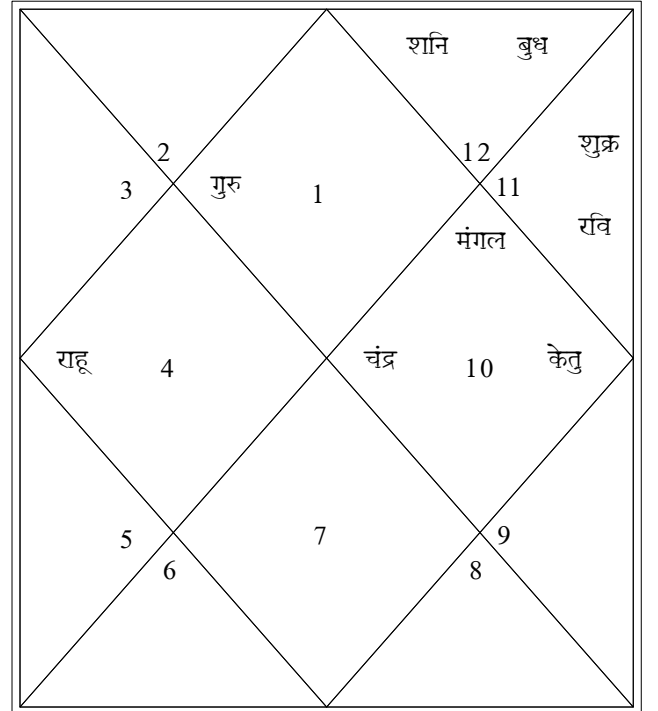 शनि बुध
शुक्र
2 12
3 गुरु 1 11
रवि
मंगल
राहू 4 चंद्र 10 केतु
5 7 9
6 8